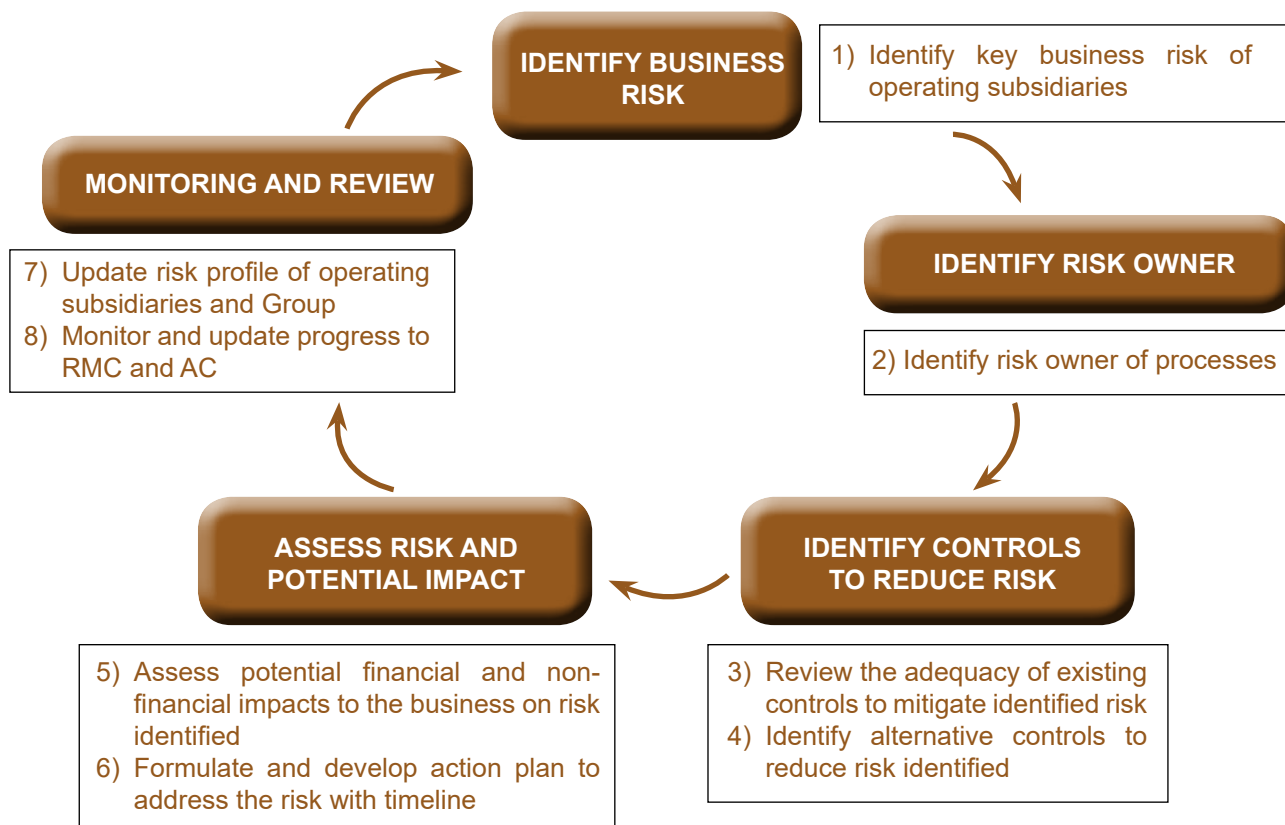 IDENTIFY BUSINESS
RISK
1) Identify key business risk of
operating subsidiaries
IDENTIFY RISK OWNER
2) Identify risk owner of processes
IDENTIFY CONTROLS
TO REDUCE RISK
3) Review the adequacy of existing
controls to mitigate identified risk
4) Identify alternative controls to
reduce risk identified
ASSESS RISK AND
POTENTIAL IMPACT
5) Assess potential financial and non-
financial impacts to the business on risk
identified
6) Formulate and develop action plan to
address the risk with timeline
MONITORING AND REVIEW
7) Update risk profile of operating
subsidiaries and Group
8) Monitor and update progress to
RMC and AC